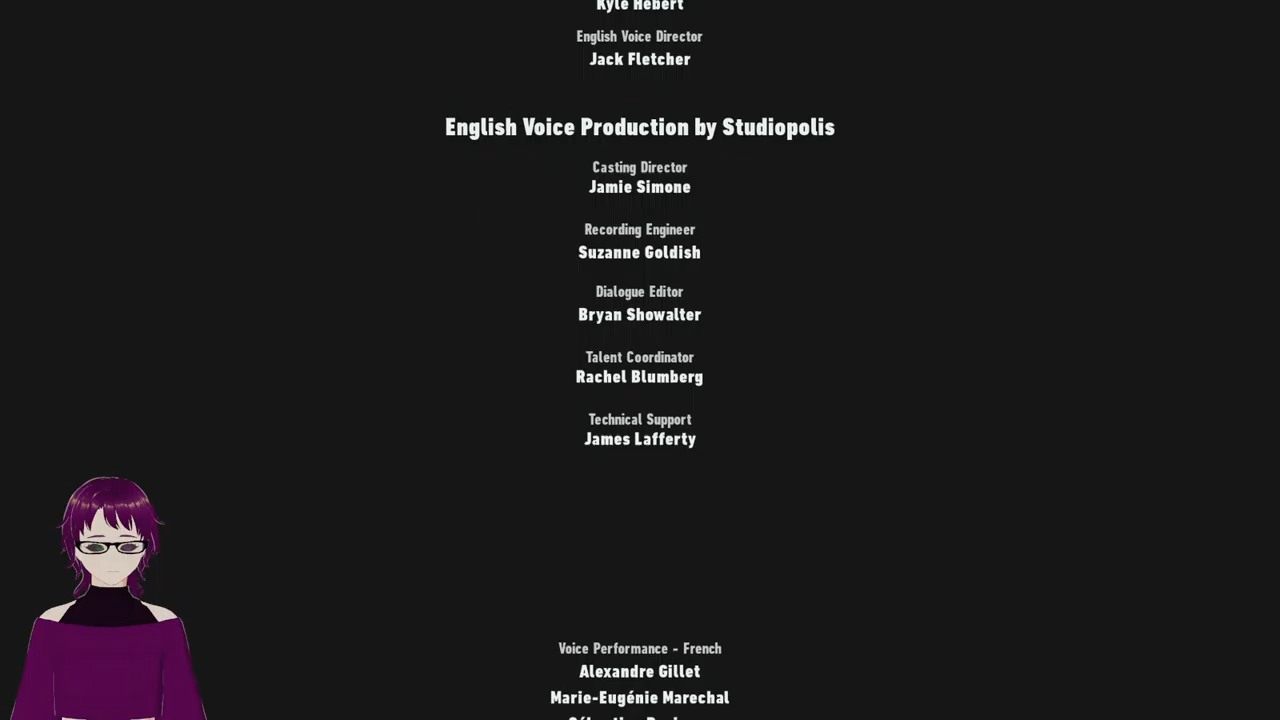 Kyle Hebert
English Voice Director
Jack Fletcher
English Voice Production by Studiopolis
Casting Director
Jamie Simone
Recording Engineer
Suzanne Goldish
Dialogue Editor
Bryan Showalter
Talent Coordinator
Rachel Blumberg
Technical Support
James Lafferty
Voice Performance - French
Alexandre Gillet
Marie-Eugénie Marechal